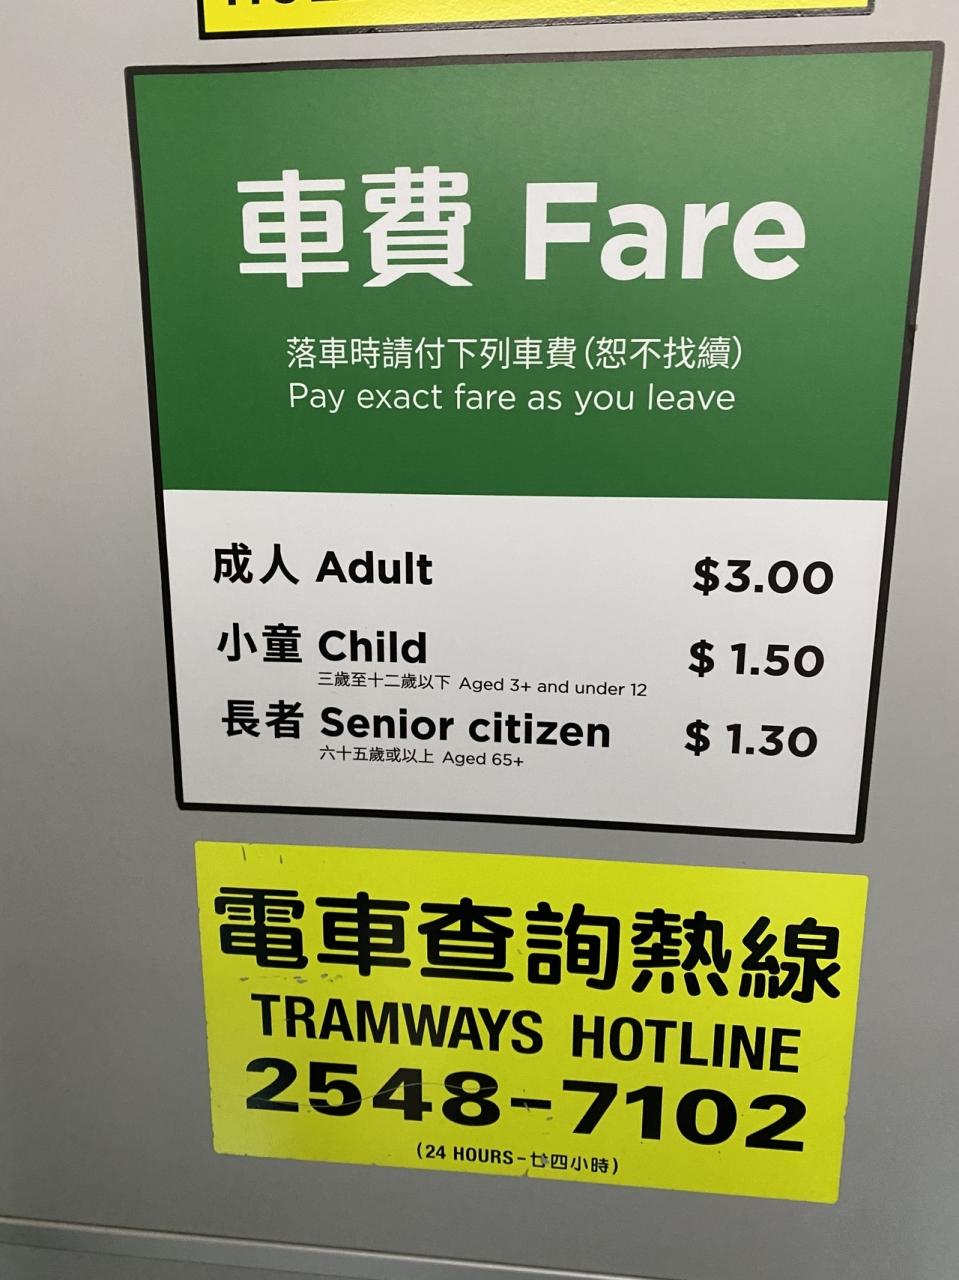 車費 Fare
落車時請付下列車費(恕不找續)
Pay exact fare as you leave
成人 Adult $3.00
小童 Child $1.50
三歲至十二歲以下 Aged 3+ and under 12
長者 Senior citizen $1.30
六十五歲或以上 Aged 65+
電車查詢熱線
TRAMWAYS HOTLINE
2548-7102
(24 HOURS-廿四小時)